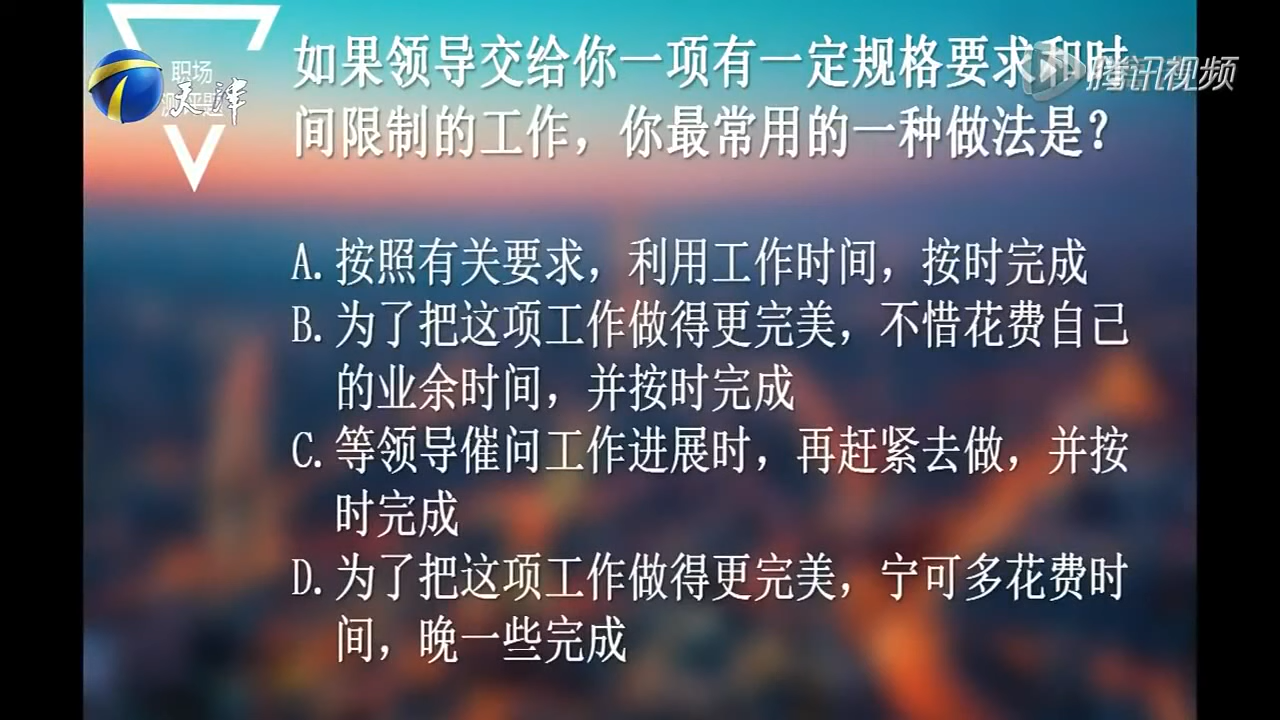 如果领导交给你一项有一定规格要求和时
间限制的工作，你最常用的一种做法是？
腾讯视频
职场
测评题
天津
A.按照有关要求，利用工作时间，按时完成
B.为了把这项工作做得更完美，不惜花费自己
的业余时间，并按时完成
C.等领导催问工作进展时，再赶紧去做，并按
时完成
D.为了把这项工作做得更完美，宁可多花费时
间，晚一些完成